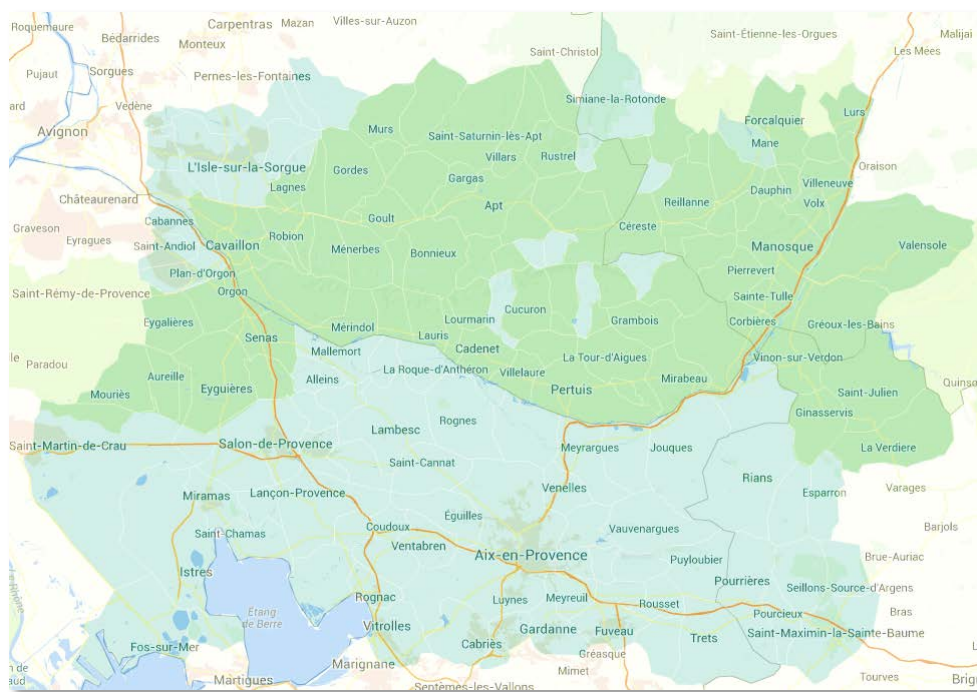 Roquemaure
Carpentras
Mazan
Villes-sur-Auzon
Bédarrides
Monteux
Saint-Christol
Saint-Étienne-les-Orgues
Malijai
Les Mées
Pujaut
Sorgues
Pernes-les-Fontaines
Vedène
Simiane-la-Rotonde
Avignon
Murs
Saint-Saturnin-lès-Apt
Forcalquier
Lurs
Mane
L'Isle-sur-la-Sorgue
Gordes
Villars
Rustrel
Oraison
Lagnes
Gargas
Dauphin
Villeneuve
Châteaurenard
Reillanne
Volx
Apt
Graveson
Cabannes
Goult
Céreste
Eyragues
Saint-Andiol
Cavaillon
Robion
Ménerbes
Bonnieux
Manosque
Valensole
Plan-d'Orgon
Pierrevert
Saint-Rémy-de-Provence
Orgon
Sainte-Tulle
Cucuron
Eygalières
Mérindol
Lourmarin
Grambois
Corbières
Gréoux-les-Bains
Senas
Lauris
Cadenet
Mallemort
La Tour-d'Aigues
Vinon-sur-Verdon
Paradou
La Roque-d'Anthéron
Villelaure
Aureille
Alleins
Mirabeau
Quinso
Mouriès
Eyguières
Pertuis
Saint-Julien
Ginasservis
Lambesc
Rognes
Saint-Martin-de-Crau
Salon-de-Provence
Meyrargues
Jouques
La Verdiere
Saint-Cannat
Rians
Miramas
Lançon-Provence
Venelles
Esparron
Varages
Saint-Chamas
Coudoux
Éguilles
Vauvenargues
Barjols
Ventabren
Aix-en-Provence
Puyloubier
Brue-Auriac
Istres
Pourrières
Seillons-Source-d'Argens
Rognac
Luynes
Meyreuil
Rousset
Étang
de Berre
Pourcieux
Bras
Vitrolles
Gardanne
Fuveau
Trets
Saint-Maximin-la-Sainte-Baume
Fos-sur-Mer
Cabriès
Gréasque
Marignane
Mimet
Martigues
Septèmes-les-Vallons
Tourves
Brig